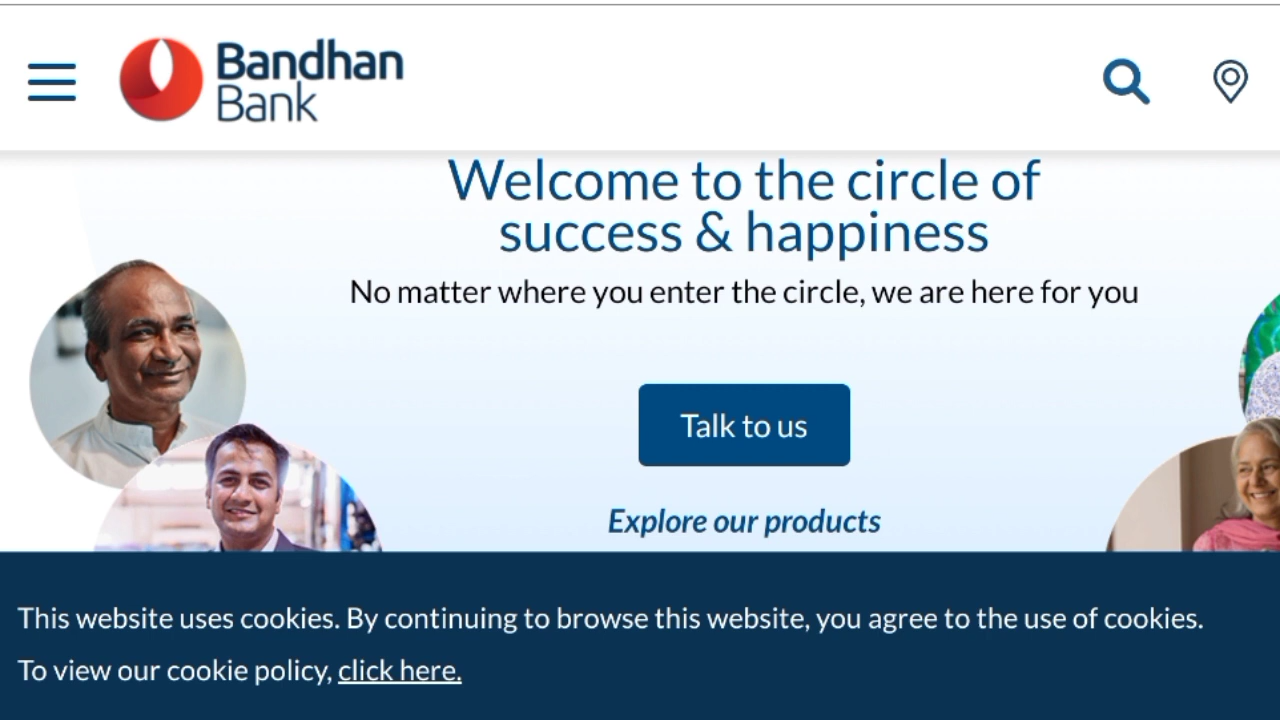 Bandhan
Bank
Welcome to the circle of
success & happiness
No matter where you enter the circle, we are here for you
Talk to us
Explore our products
This website uses cookies. By continuing to browse this website, you agree to the use of cookies.
To view our cookie policy, click here.